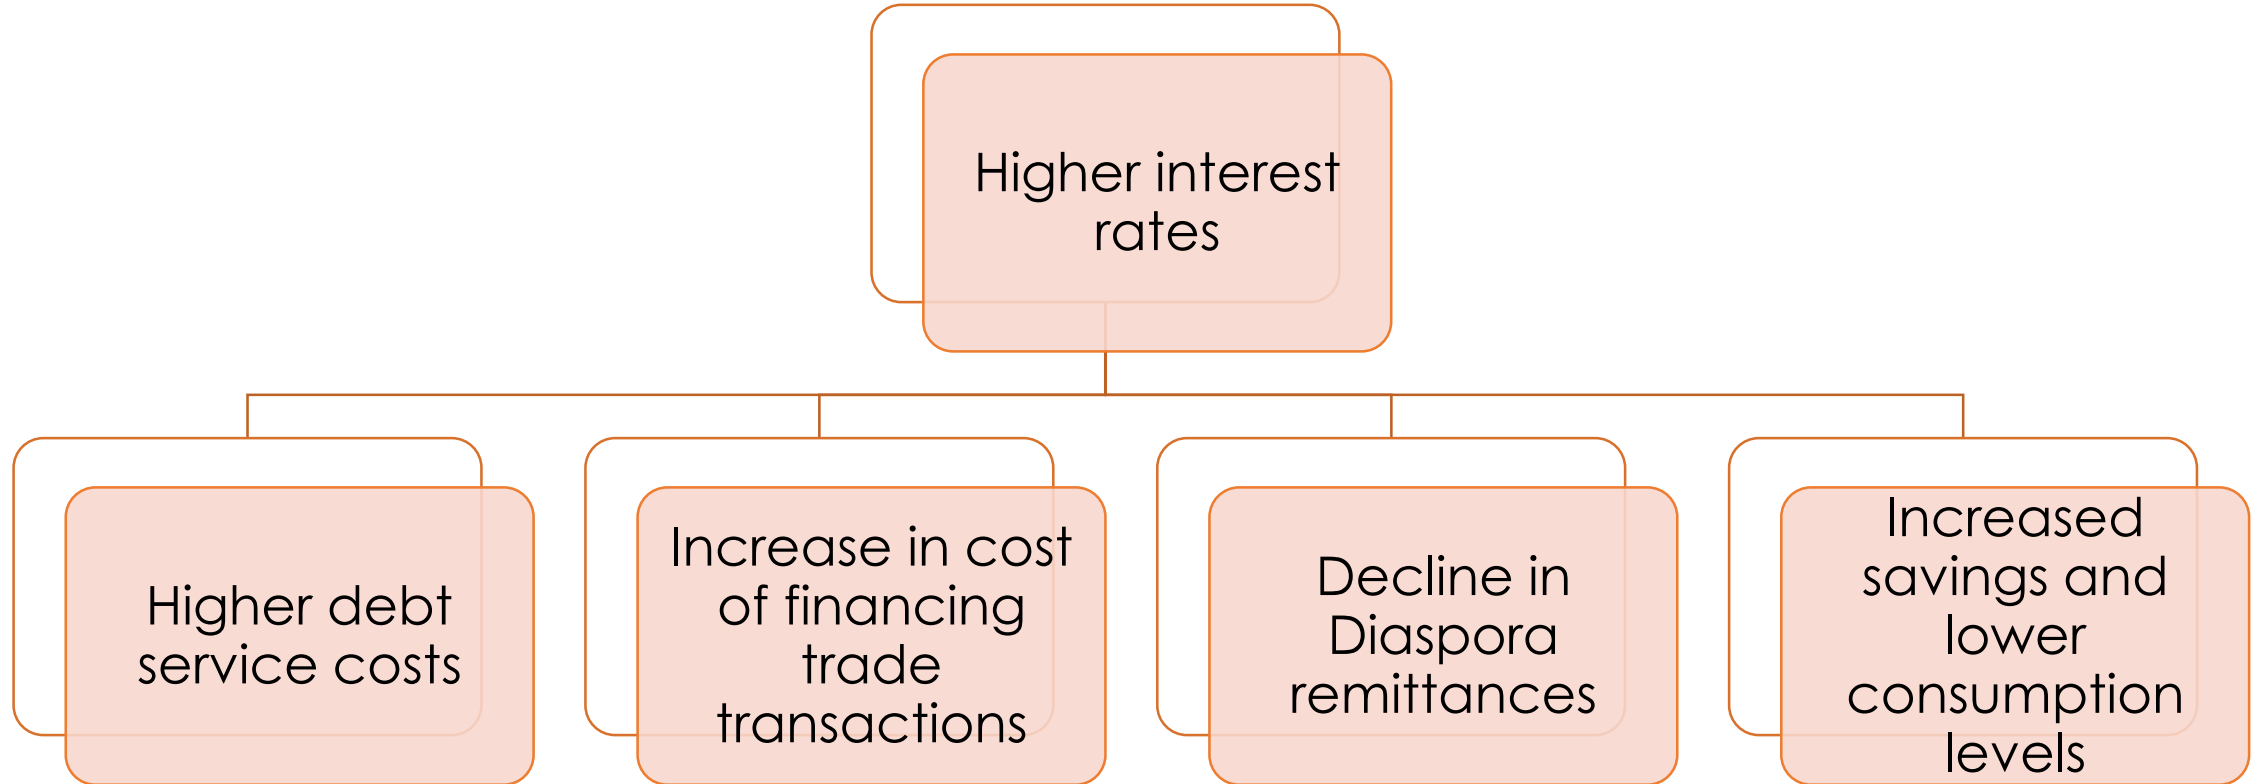 Higher interest
rates
Higher debt
service costs
Increase in cost
of financing
trade
transactions
Decline in
Diaspora
remittances
Increased
savings and
lower
consumption
levels